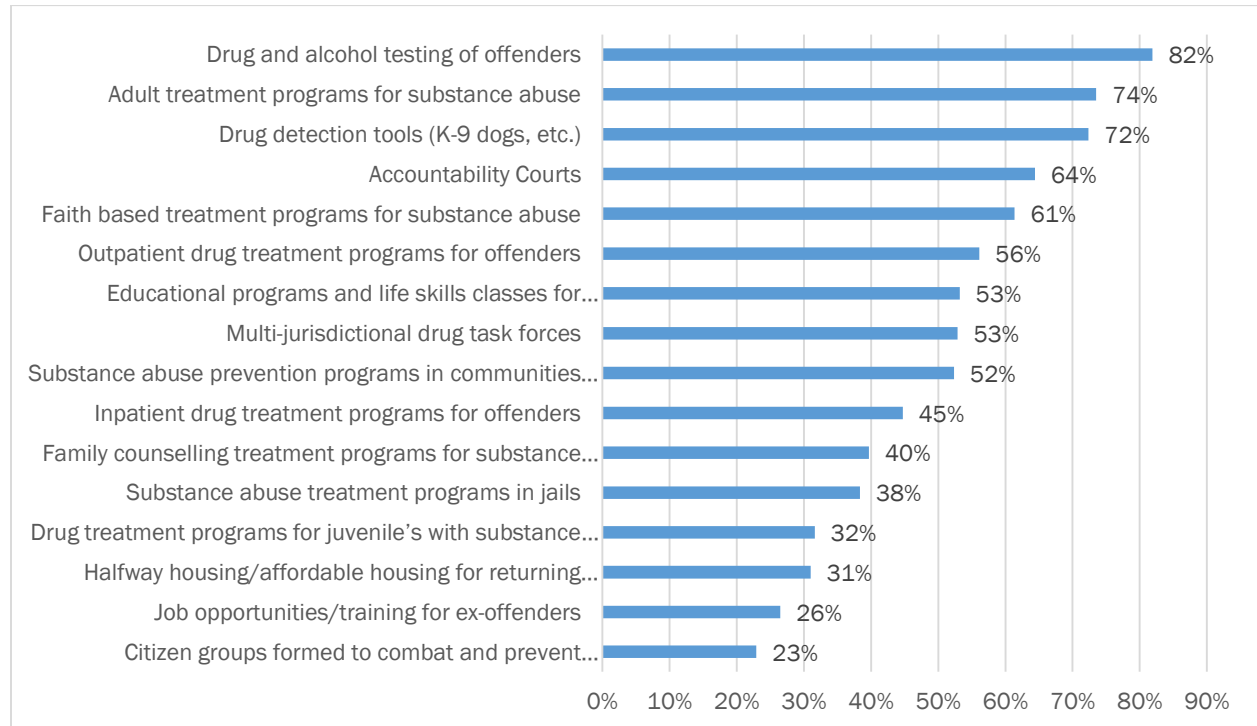 Drug and alcohol testing of offenders 82%
Adult treatment programs for substance abuse 74%
Drug detection tools (K-9 dogs, etc.) 72%
Accountability Courts 64%
Faith based treatment programs for substance abuse 61%
Outpatient drug treatment programs for offenders 56%
Educational programs and life skills classes for... 53%
Multi-jurisdictional drug task forces 53%
Substance abuse prevention programs in communities... 52%
Inpatient drug treatment programs for offenders 45%
Family counselling treatment programs for substance... 40%
Substance abuse treatment programs in jails 38%
Drug treatment programs for juvenile’s with substance... 32%
Halfway housing/affordable housing for returning... 31%
Job opportunities/training for ex-offenders 26%
Citizen groups formed to combat and prevent... 23%
0% 10% 20% 30% 40% 50% 60% 70% 80% 90%